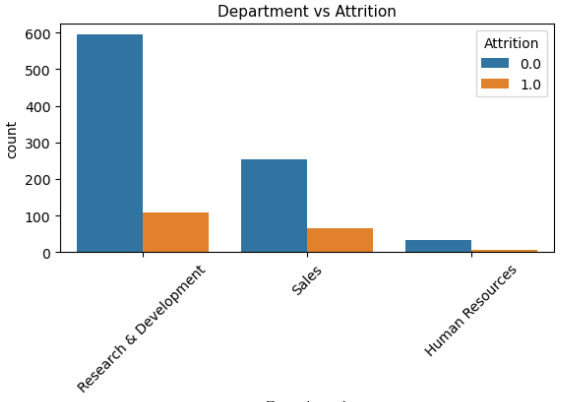 Department vs Attrition
Attrition
0.0
1.0
600
500
400
300
200
100
0
count
Research & Development
Sales
Human Resources